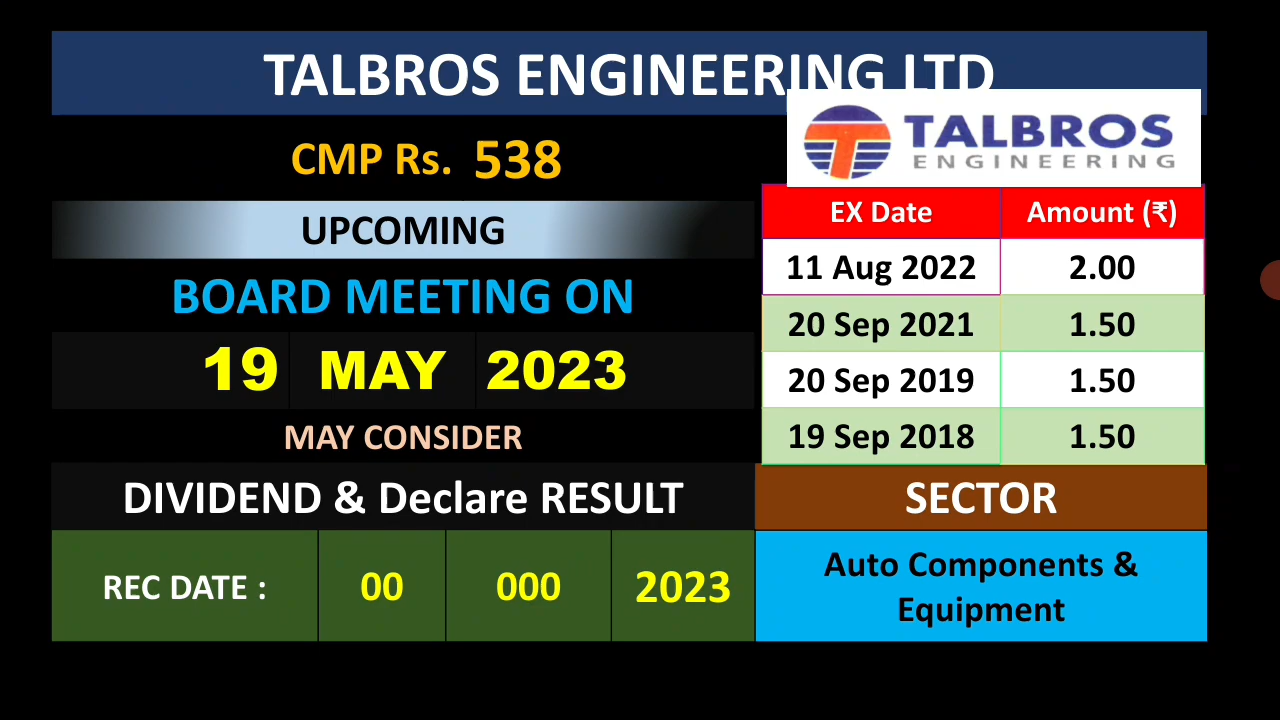 TALBROS ENGINEERING LTD
TALBROS
ENGINEERING
CMP Rs. 538
UPCOMING
BOARD MEETING ON
19 MAY 2023
MAY CONSIDER
DIVIDEND & Declare RESULT
REC DATE : 00 000 2023
EX Date Amount (₹)
11 Aug 2022 2.00
20 Sep 2021 1.50
20 Sep 2019 1.50
19 Sep 2018 1.50
SECTOR
Auto Components &
Equipment